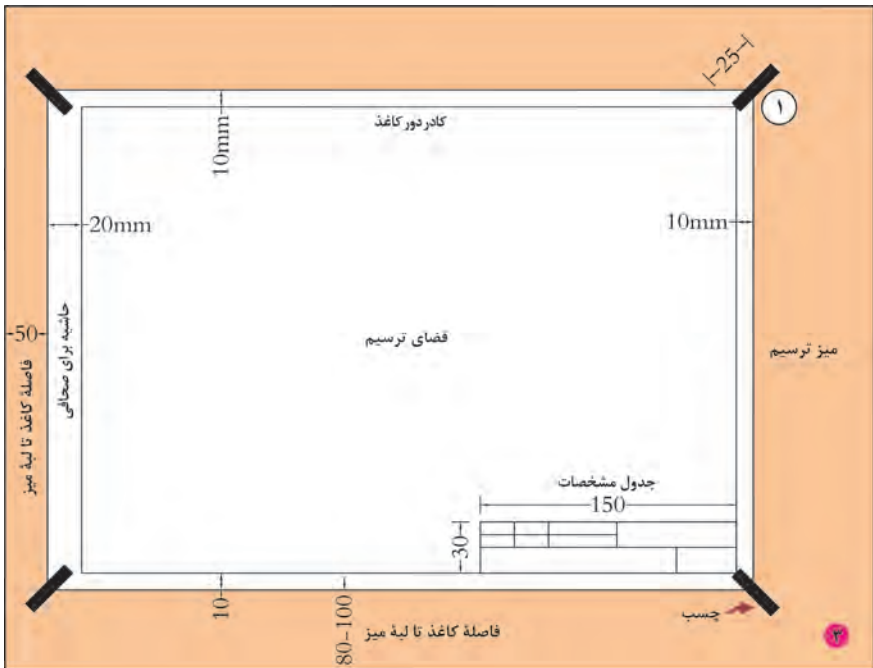 25
۱
کادر دور کاغذ
10mm
20mm
10mm
حاشیه برای صحافی
50
فاصلهٔ کاغذ تا لبهٔ میز
فضای ترسیم
میز ترسیم
جدول مشخصات
150
30
10
80-100
فاصلهٔ کاغذ تا لبهٔ میز
چسب
۳